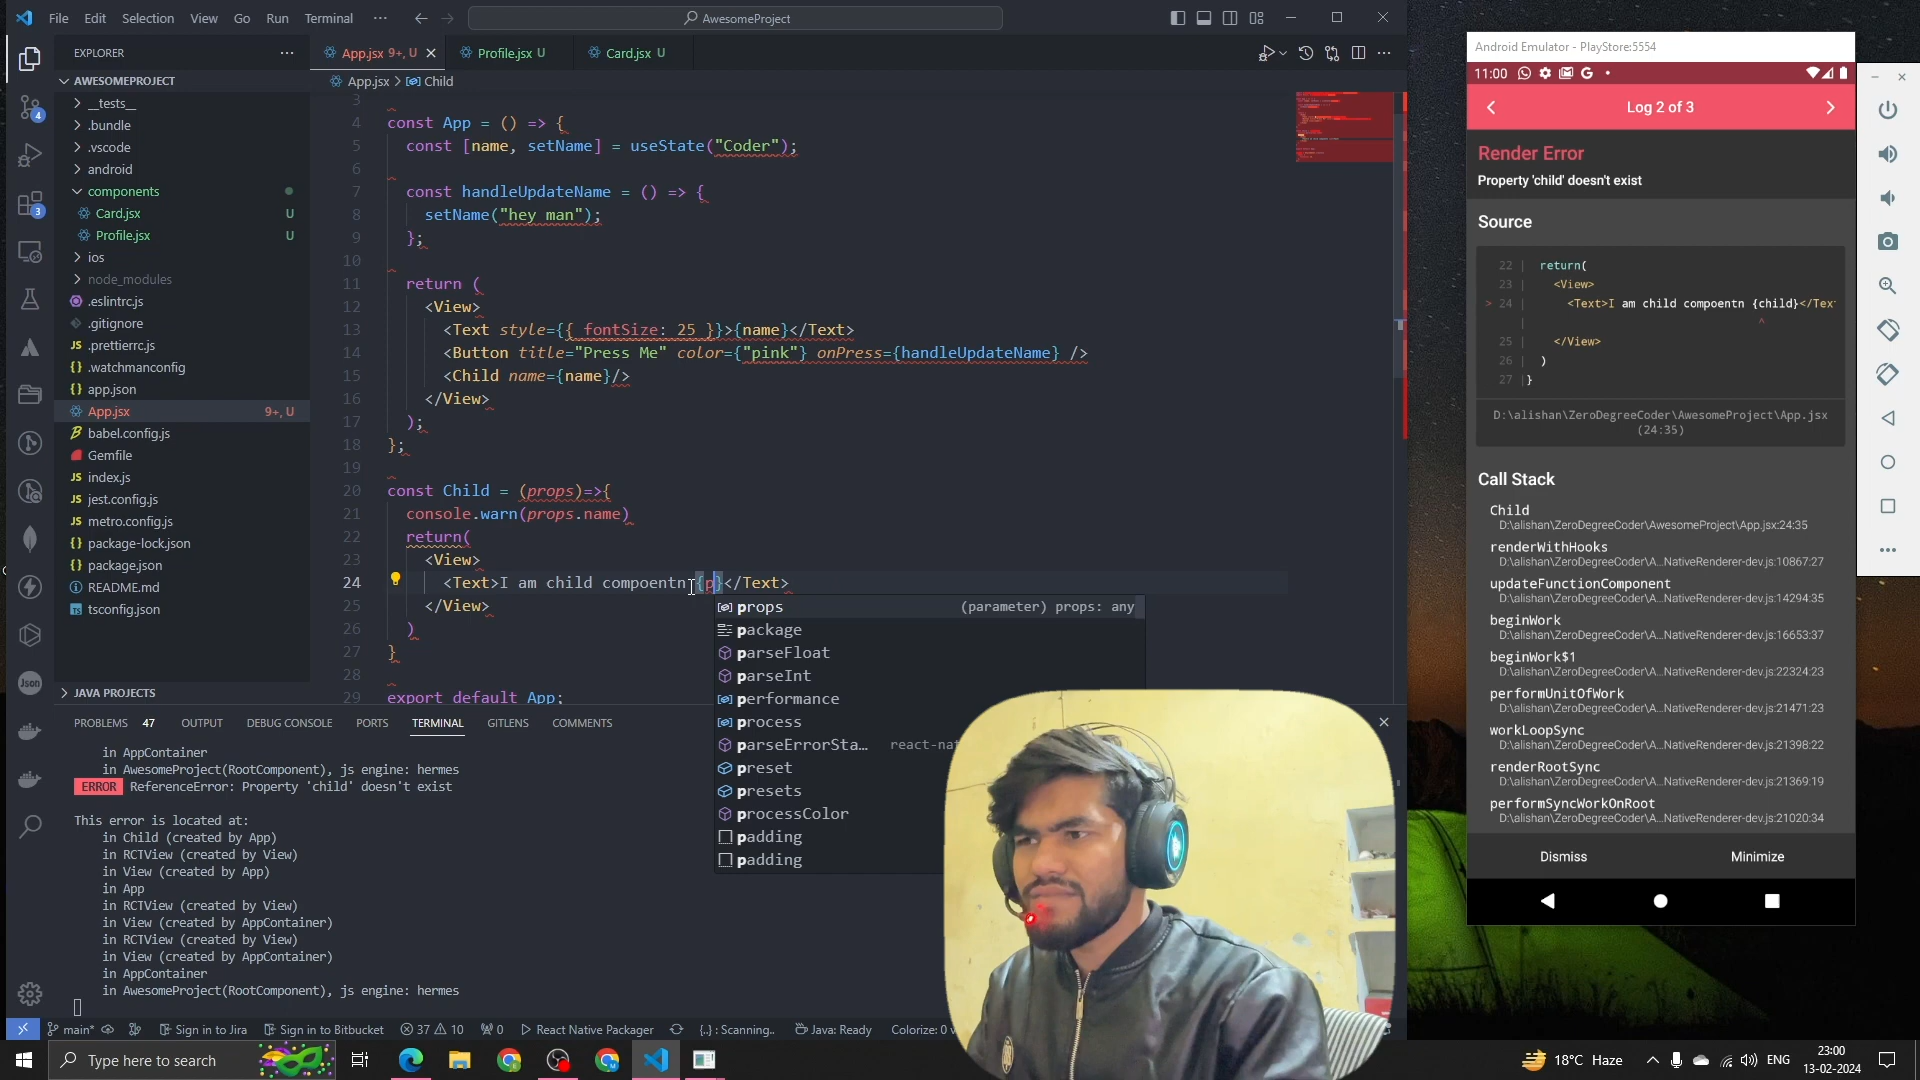 File Edit Selection View Go Run Terminal ···
AwesomeProject
EXPLORER ···
AWESOMEPROJECT
__tests__
.bundle
.vscode
android
components
Card.jsx U
Profile.jsx U
ios
node_modules
.eslintrc.js
.gitignore
JS .prettierrc.js
{} .watchmanconfig
{} app.json
App.jsx 9+, U
babel.config.js
Gemfile
JS index.js
JS jest.config.js
JS metro.config.js
{} package-lock.json
{} package.json
README.md
tsconfig.json
JAVA PROJECTS
4
3
Json
App.jsx 9+, U
Profile.jsx U
Card.jsx U
App.jsx > Child
3
4 const App = () => {
5 const [name, setName] = useState("Coder");
6
7 const handleUpdateName = () => {
8 setName("hey man");
9 };
10
11 return (
12 <View>
13 <Text style={{ fontSize: 25 }}>{name}</Text>
14 <Button title="Press Me" color={"pink"} onPress={handleUpdateName} />
15 <Child name={name}/>
16 </View>
17 );
18 };
19
20 const Child = (props)=>{
21 console.warn(props.name)
22 return(
23 <View>
24 <Text>I am child compoentn {p}</Text>
25 </View>
26 )
27 }
28
29 export default App;
props (parameter) props: any
package
parseFloat
parseInt
performance
process
parseErrorSta… react-nat
preset
presets
processColor
padding
padding
PROBLEMS 47 OUTPUT DEBUG CONSOLE PORTS TERMINAL GITLENS COMMENTS
in AppContainer
in AwesomeProject(RootComponent), js engine: hermes
ERROR ReferenceError: Property 'child' doesn't exist
This error is located at:
in Child (created by App)
in RCTView (created by View)
in View (created by App)
in App
in RCTView (created by View)
in View (created by AppContainer)
in RCTView (created by View)
in View (created by AppContainer)
in AppContainer
in AwesomeProject(RootComponent), js engine: hermes
main* Sign in to Jira Sign in to Bitbucket 37 10 0 React Native Packager {..} : Scanning.. Java: Ready Colorize: 0
Type here to search
18°C Haze ENG
23:00
13-02-2024
Android Emulator - PlayStore:5554
11:00 G
Log 2 of 3
Render Error
Property 'child' doesn't exist
Source
22 | return(
23 | <View>
> 24 | <Text>I am child compoentn {child}</Tex
| ^
25 | </View>
26 | )
27 |}
D:\alishan\ZeroDegreeCoder\AwesomeProject\App.jsx
(24:35)
Call Stack
Child
D:\alishan\ZeroDegreeCoder\AwesomeProject\App.jsx:24:35
renderWithHooks
D:\alishan\ZeroDegreeCoder\A...NativeRenderer-dev.js:10867:27
updateFunctionComponent
D:\alishan\ZeroDegreeCoder\A...NativeRenderer-dev.js:14294:35
beginWork
D:\alishan\ZeroDegreeCoder\A...NativeRenderer-dev.js:16653:37
beginWork$1
D:\alishan\ZeroDegreeCoder\A...NativeRenderer-dev.js:22324:23
performUnitOfWork
D:\alishan\ZeroDegreeCoder\A...NativeRenderer-dev.js:21471:23
workLoopSync
D:\alishan\ZeroDegreeCoder\A...NativeRenderer-dev.js:21398:22
renderRootSync
D:\alishan\ZeroDegreeCoder\A...NativeRenderer-dev.js:21369:19
performSyncWorkOnRoot
D:\alishan\ZeroDegreeCoder\A...NativeRenderer-dev.js:21020:34
Dismiss Minimize